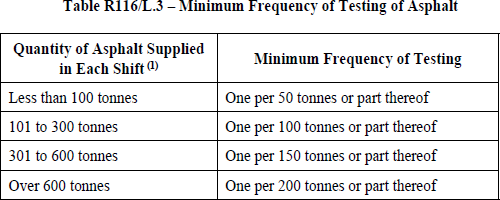 Table R116/L.3 – Minimum Frequency of Testing of Asphalt
Quantity of Asphalt Supplied
in Each Shift (1)
Minimum Frequency of Testing
Less than 100 tonnes
One per 50 tonnes or part thereof
101 to 300 tonnes
One per 100 tonnes or part thereof
301 to 600 tonnes
One per 150 tonnes or part thereof
Over 600 tonnes
One per 200 tonnes or part thereof